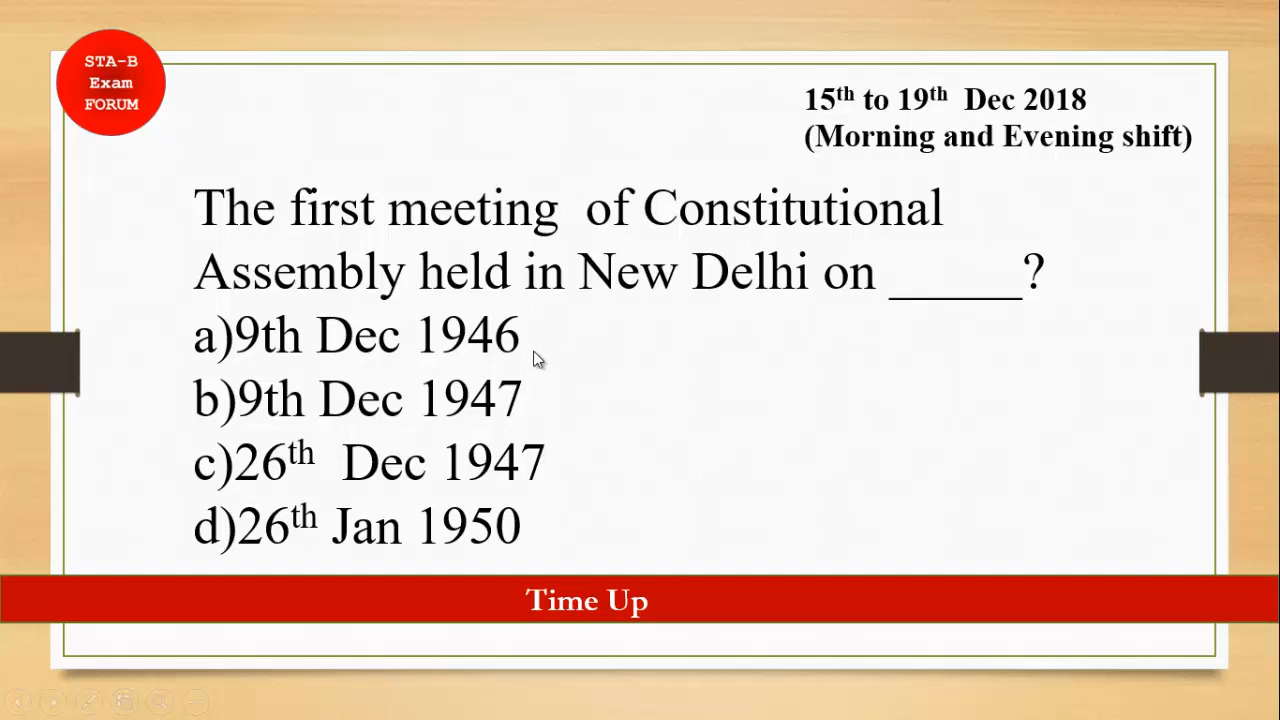 STA-B
Exam
FORUM
15th to 19th Dec 2018
(Morning and Evening shift)
The first meeting of Constitutional
Assembly held in New Delhi on _____?
a)9th Dec 1946
b)9th Dec 1947
c)26th Dec 1947
d)26th Jan 1950
Time Up